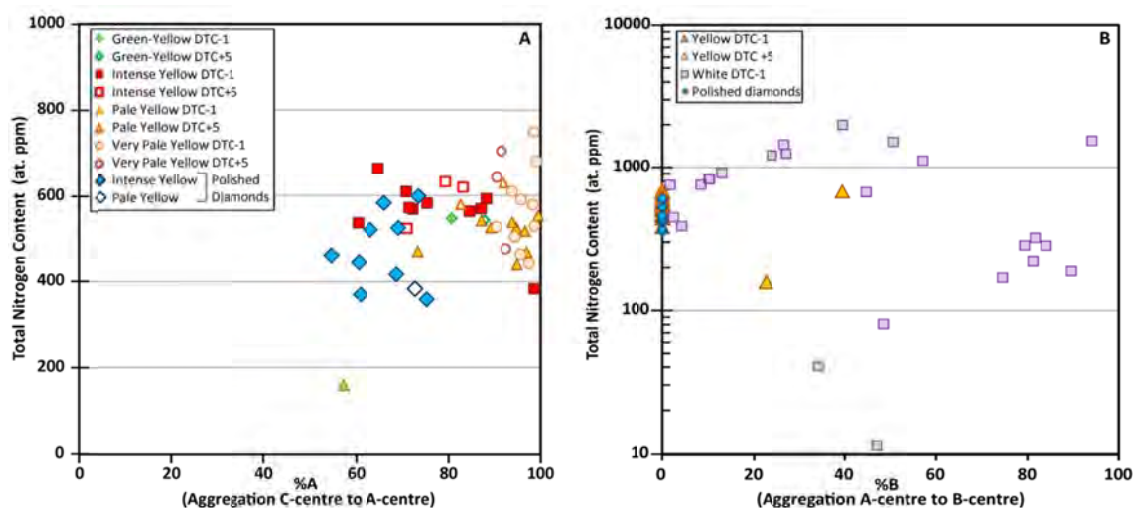 1000
800
600
400
200
0
Total Nitrogen Content (at. ppm)
A
Green-Yellow DTC-1
Green-Yellow DTC+5
Intense Yellow DTC-1
Intense Yellow DTC+5
Pale Yellow DTC-1
Pale Yellow DTC+5
Very Pale Yellow DTC-1
Very Pale Yellow DTC+5
Intense Yellow
Pale Yellow
Polished
Diamonds
0 20 40 60 80 100
%A
(Aggregation C-centre to A-centre)
10000
1000
100
10
Total Nitrogen Content (at. ppm)
B
Yellow DTC-1
Yellow DTC +5
White DTC-1
Polished diamonds
0 20 40 60 80 100
%B
(Aggregation A-centre to B-centre)